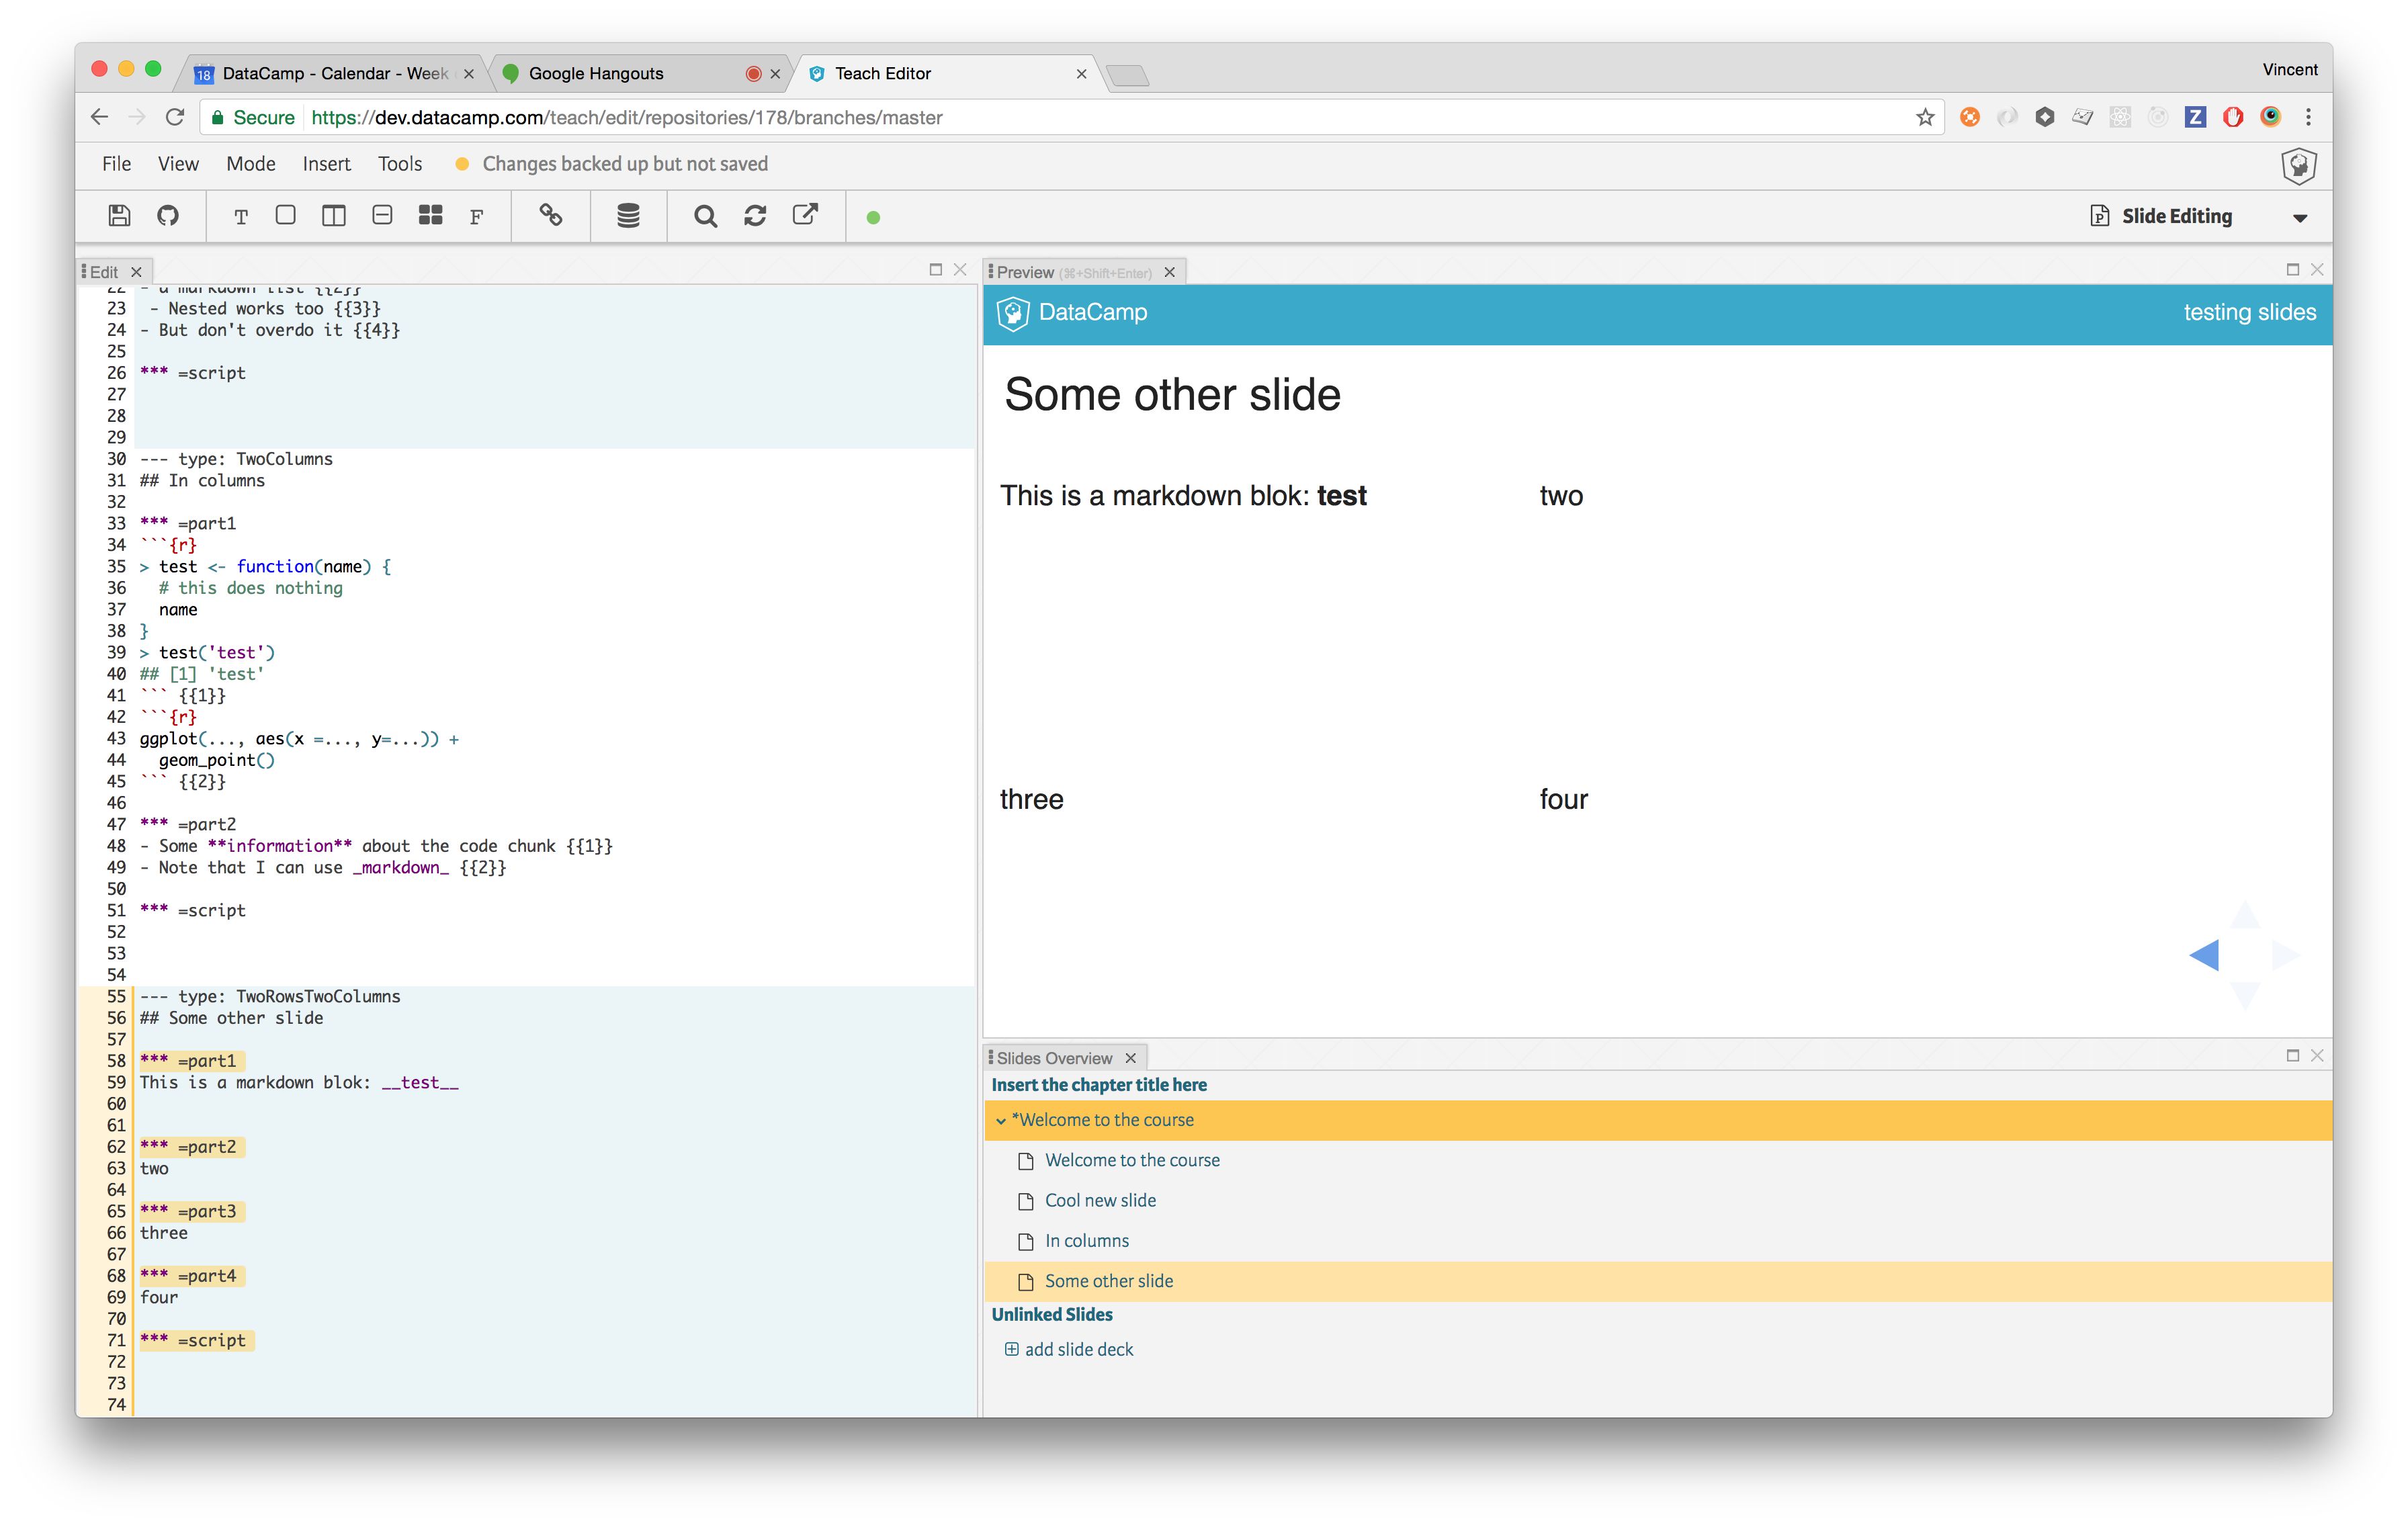 DataCamp - Calendar - Week
Google Hangouts
Teach Editor
Vincent
Secure https://dev.datacamp.com/teach/edit/repositories/178/branches/master
File View Mode Insert Tools Changes backed up but not saved
T F Slide Editing
Edit
22 - a markdown list {{2}}
23  - Nested works too {{3}}
24 - But don't overdo it {{4}}
25
26 *** =script
27
28
29
30 --- type: TwoColumns
31 ## In columns
32
33 *** =part1
34 ```{r}
35 > test <- function(name) {
36   # this does nothing
37   name
38 }
39 > test('test')
40 ## [1] 'test'
41 ``` {{1}}
42 ```{r}
43 ggplot(..., aes(x =..., y=...)) +
44   geom_point()
45 ``` {{2}}
46
47 *** =part2
48 - Some **information** about the code chunk {{1}}
49 - Note that I can use _markdown_ {{2}}
50
51 *** =script
52
53
54
55 --- type: TwoRowsTwoColumns
56 ## Some other slide
57
58 *** =part1
59 This is a markdown blok: __test__
60
61
62 *** =part2
63 two
64
65 *** =part3
66 three
67
68 *** =part4
69 four
70
71 *** =script
72
73
74
Preview (⌘+Shift+Enter)
DataCamp
testing slides
Some other slide
This is a markdown blok: test
two
three
four
Slides Overview
Insert the chapter title here
*Welcome to the course
Welcome to the course
Cool new slide
In columns
Some other slide
Unlinked Slides
add slide deck